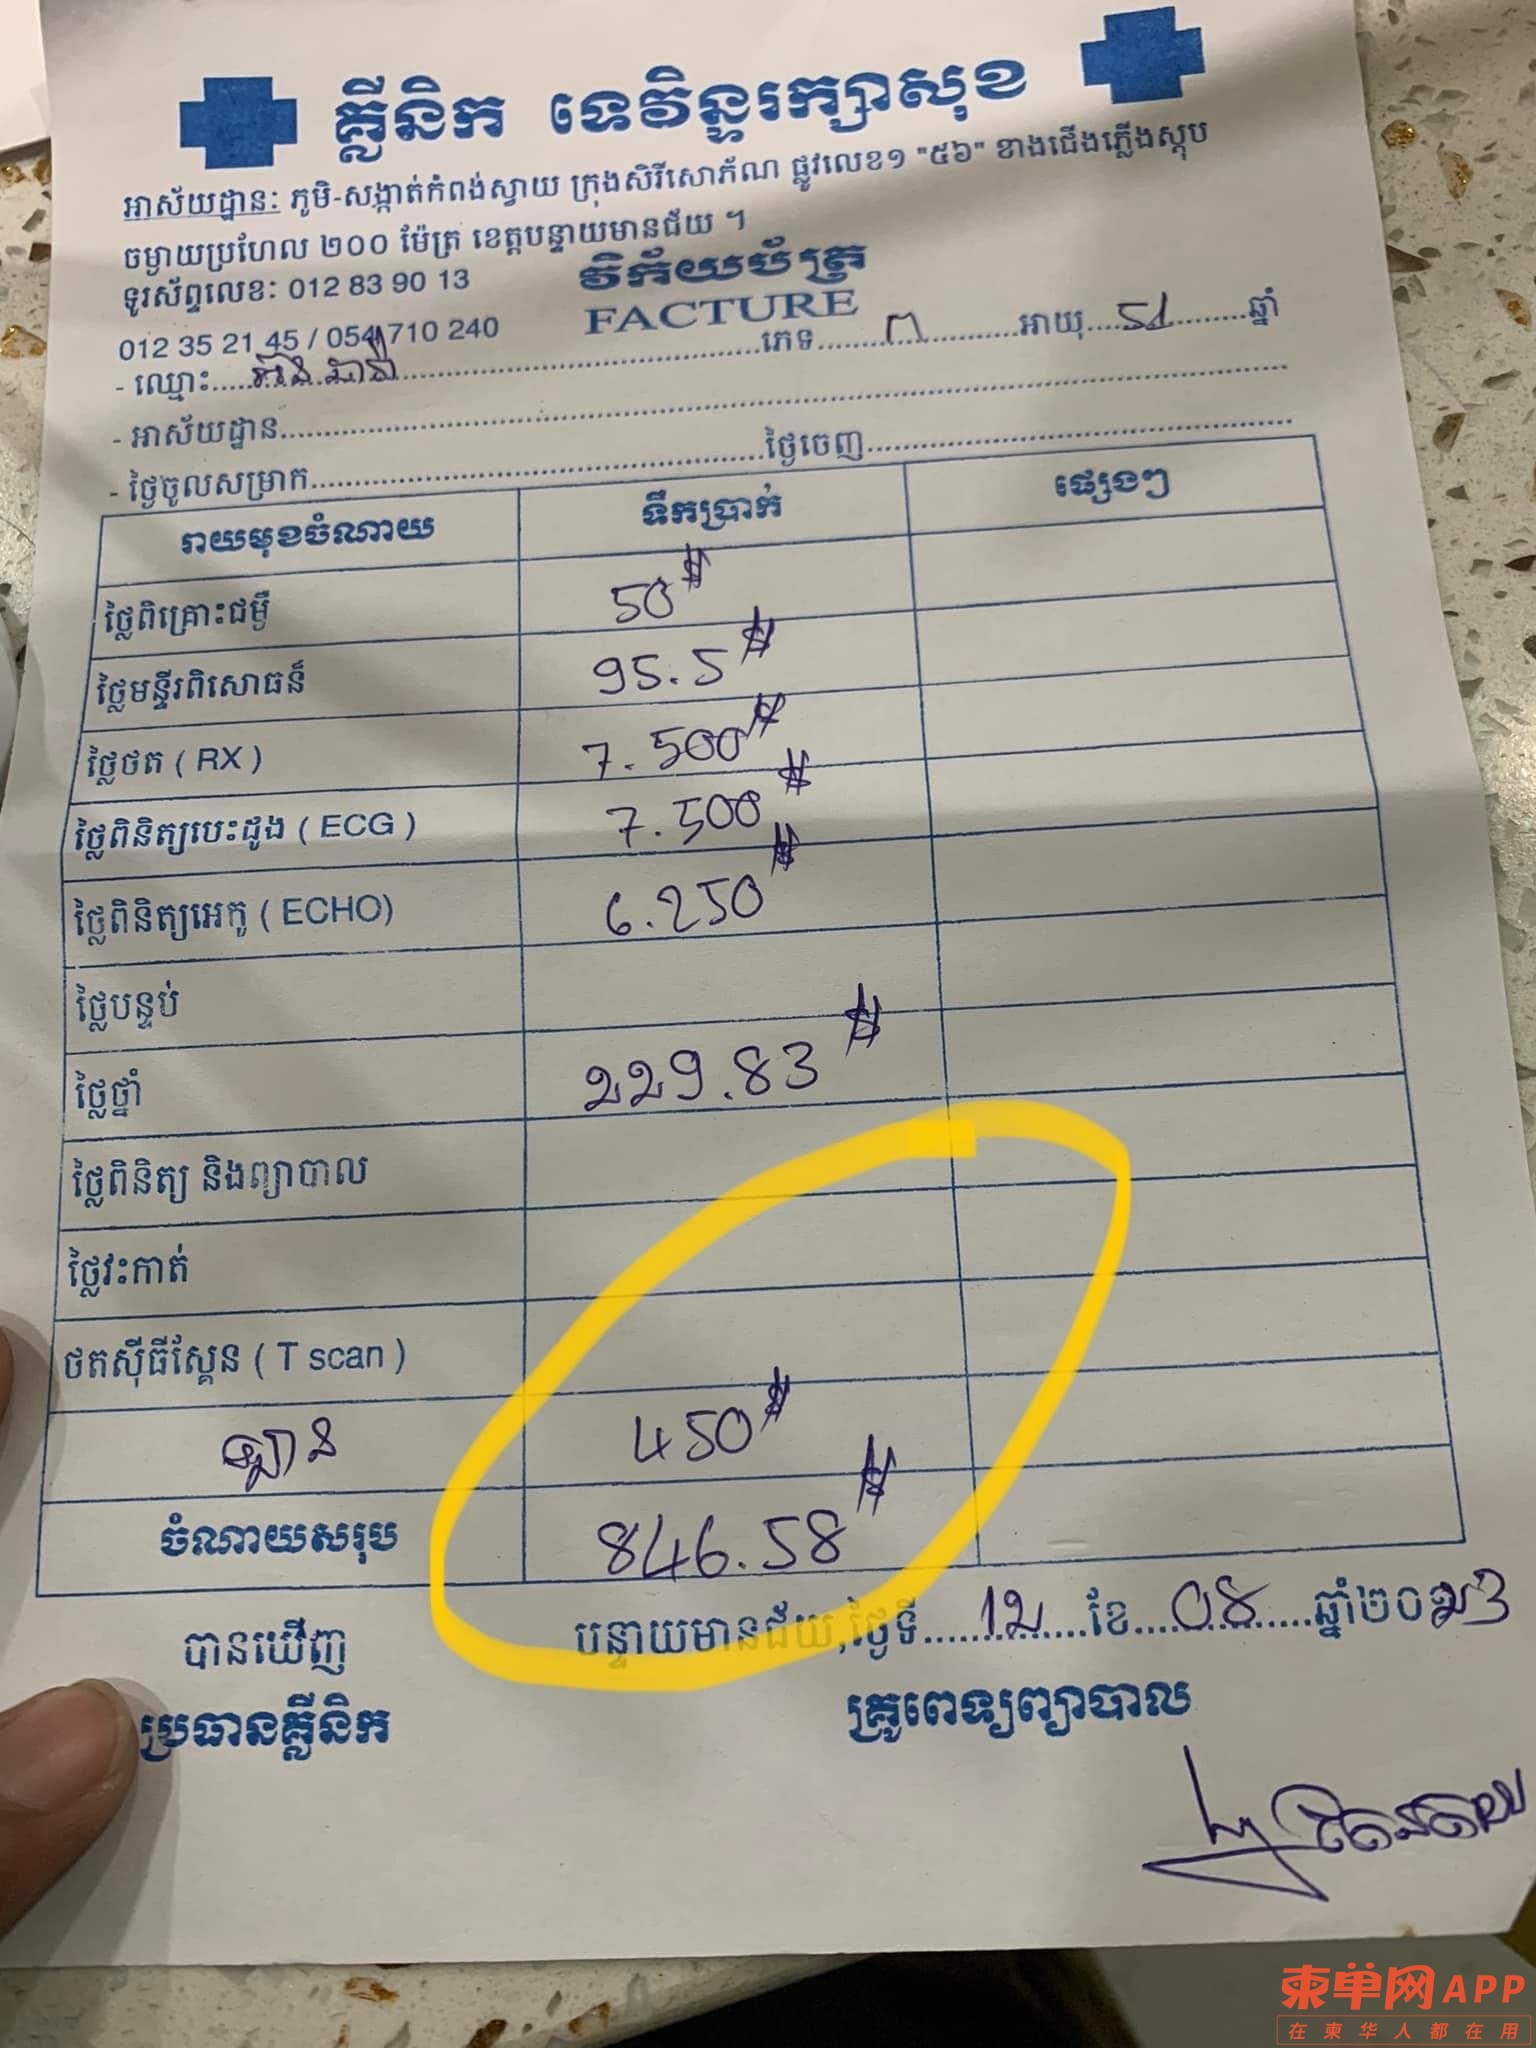 គ្លីនិក ទេវិន្ទរក្សាសុខ
អាស័យដ្ឋានៈ ភូមិ-សង្កាត់កំពង់ស្វាយ ក្រុងសិរីសោភ័ណ ផ្លូវលេខ១ "៥៦" ខាងជើងភ្លើងស្តុប
ចម្ងាយប្រហែល ២០០ ម៉ែត្រ ខេត្តបន្ទាយមានជ័យ ។
ទូរស័ព្ទលេខៈ 012 83 90 13
វិក័យប័ត្រ
FACTURE
012 35 21 45 / 054 710 240
- ឈ្មោះ ភេទ អាយុ 51 ឆ្នាំ
- អាស័យដ្ឋាន
- ថ្ងៃចូលសម្រាក ថ្ងៃចេញ
រាយមុខចំណាយ ទឹកប្រាក់ ផ្សេងៗ
ថ្លៃពិគ្រោះជម្ងឺ 50$
ថ្លៃមន្ទីរពិសោធន៏ 95.5$
ថ្លៃថត ( RX ) 7.500$
ថ្លៃពិនិត្យបេះដូង ( ECG ) 7.500$
ថ្លៃពិនិត្យអេកូ ( ECHO) 6.250$
ថ្លៃបន្ទប់
ថ្លៃថ្នាំ 229.83$
ថ្លៃពិនិត្យ និងព្យាបាល
ថ្លៃវះកាត់
ថតស៊ីធីស្គែន ( T scan )
ឡាន 450$
ចំណាយសរុប 846.58$
បន្ទាយមានជ័យ,ថ្ងៃទី 12 ខែ 08 ឆ្នាំ២០23
បានឃើញ
ប្រធានគ្លីនិក
គ្រូពេទ្យព្យាបាល
柬单网APP
在柬华人都在用